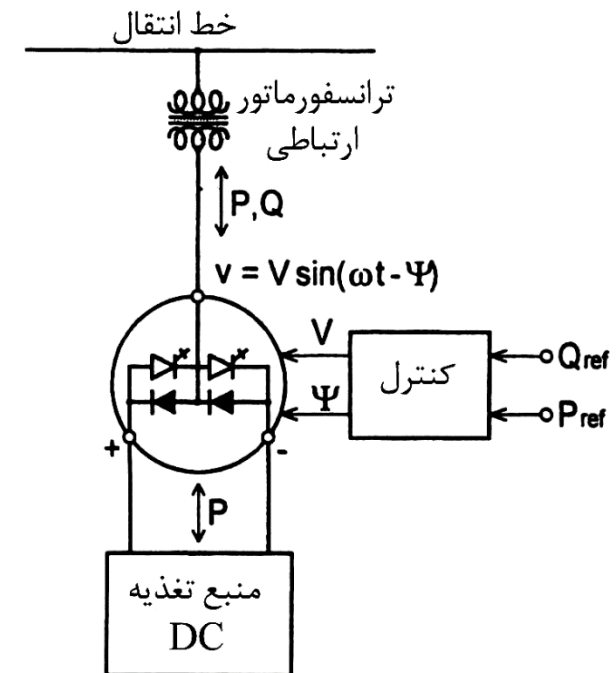 خط انتقال
ترانسفورماتور
ارتباطی
P,Q
v = V sin(ωt - Ψ)
V
Ψ
کنترل
Qref
Pref
+
-
P
منبع تغذیه
DC